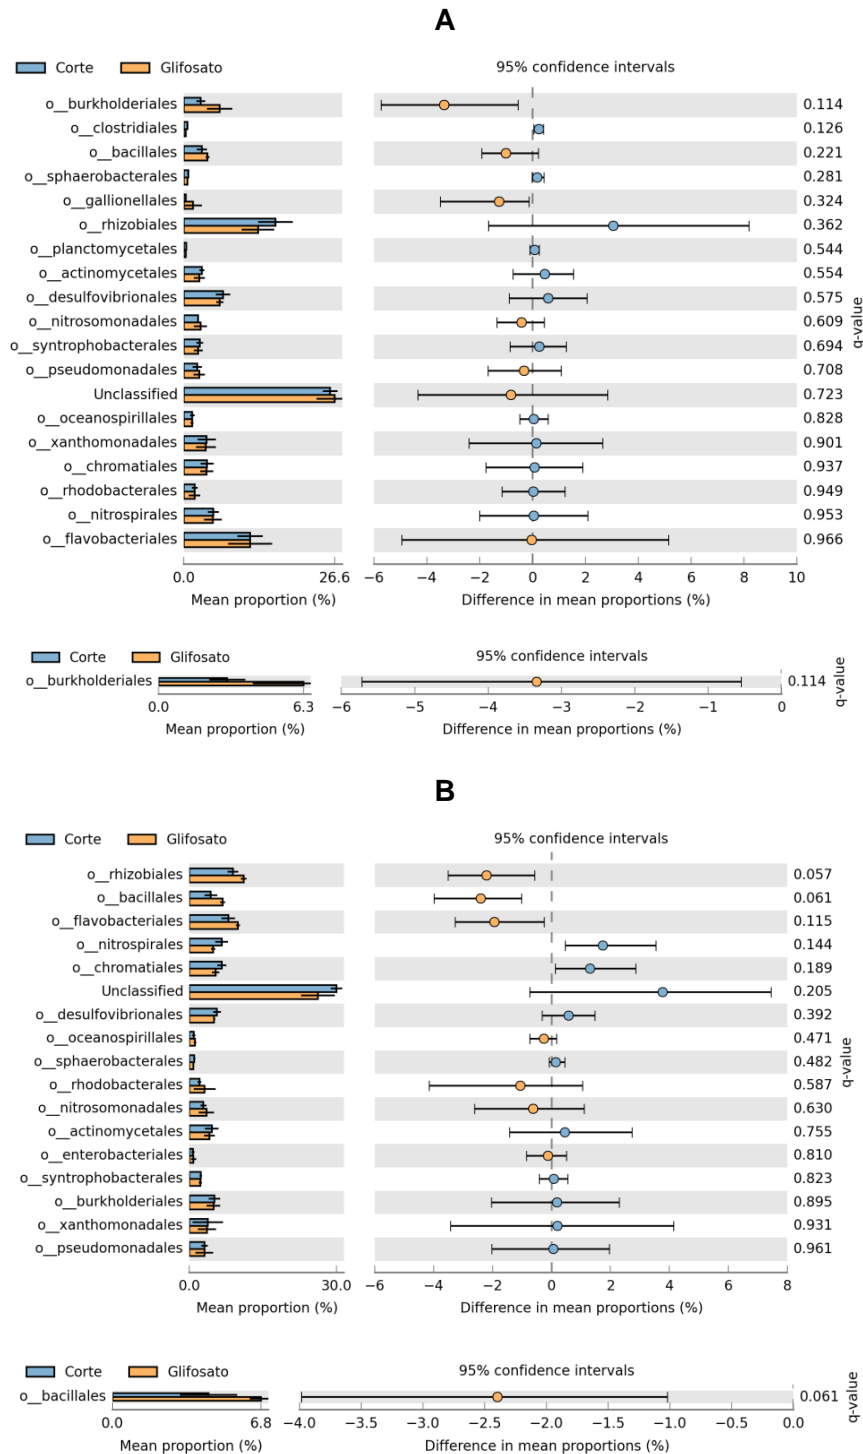 A
Corte Glifosato 95% confidence intervals
o__burkholderiales 0.114
o__clostridiales 0.126
o__bacillales 0.221
o__sphaerobacterales 0.281
o__gallionellales 0.324
o__rhizobiales 0.362
o__planctomycetales 0.544
o__actinomycetales 0.554
o__desulfovibrionales 0.575
o__nitrosomonadales 0.609
o__syntrophobacterales 0.694
o__pseudomonadales 0.708
Unclassified 0.723
o__oceanospirillales 0.828
o__xanthomonadales 0.901
o__chromatiales 0.937
o__rhodobacterales 0.949
o__nitrospirales 0.953
o__flavobacteriales 0.966
q-value
0.0 26.6 −6 −4 −2 0 2 4 6 8 10
Mean proportion (%) Difference in mean proportions (%)
Corte Glifosato 95% confidence intervals
o__burkholderiales 0.114
q-value
0.0 6.3 −6 −5 −4 −3 −2 −1 0
Mean proportion (%) Difference in mean proportions (%)
B
Corte Glifosato 95% confidence intervals
o__rhizobiales 0.057
o__bacillales 0.061
o__flavobacteriales 0.115
o__nitrospirales 0.144
o__chromatiales 0.189
Unclassified 0.205
o__desulfovibrionales 0.392
o__oceanospirillales 0.471
o__sphaerobacterales 0.482
o__rhodobacterales 0.587
o__nitrosomonadales 0.630
o__actinomycetales 0.755
o__enterobacteriales 0.810
o__syntrophobacterales 0.823
o__burkholderiales 0.895
o__xanthomonadales 0.931
o__pseudomonadales 0.961
q-value
0.0 30.0 −6 −4 −2 0 2 4 6 8
Mean proportion (%) Difference in mean proportions (%)
Corte Glifosato 95% confidence intervals
o__bacillales 0.061
q-value
0.0 6.8 −4.0 −3.5 −3.0 −2.5 −2.0 −1.5 −1.0 −0.5 0.0
Mean proportion (%) Difference in mean proportions (%)